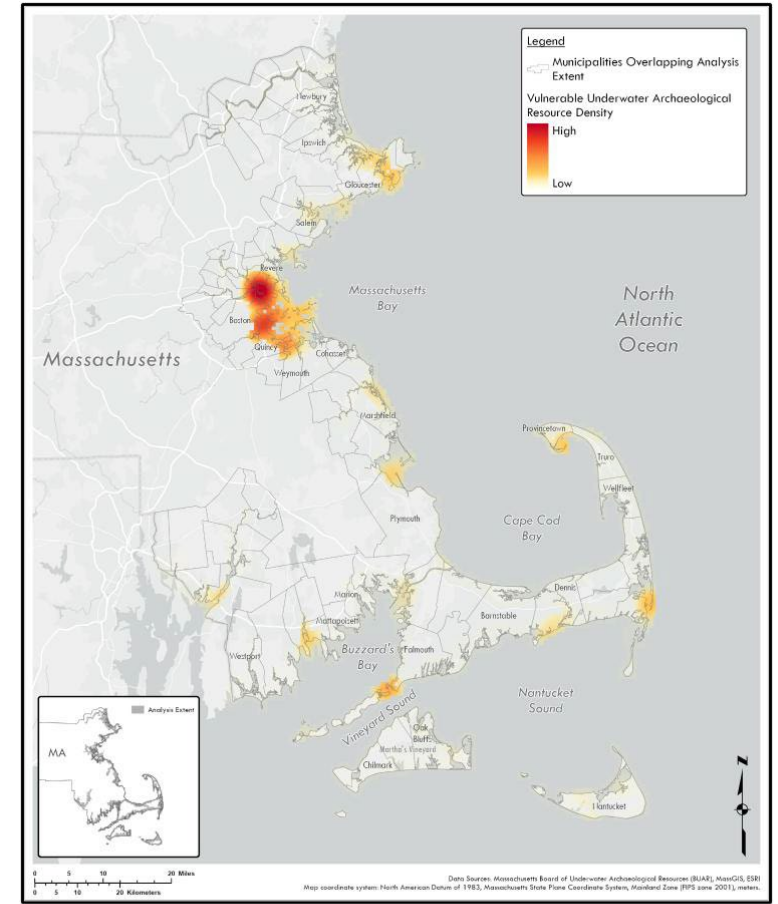 Legend
Municipalities Overlapping Analysis
Extent
Vulnerable Underwater Archaeological
Resource Density
High
Low
Newbury
Ipswich
Gloucester
Salem
Revere
Massachusetts
Bay
North
Atlantic
Ocean
Boston
Quincy
Cohasset
Massachusetts
Weymouth
Marshfield
Provincetown
Truro
Wellfleet
Plymouth
Cape Cod
Bay
Dennis
Marion
Barnstable
Mattapoisett
Westport
Buzzard's
Bay
Falmouth
Nantucket
Sound
Vineyard Sound
Oak
Bluffs
Martha's Vineyard
Chilmark
Nantucket
Analysis Extent
MA
N
0 5 10 20 Miles
0 5 10 20 Kilometers
Data Sources: Massachusetts Board of Underwater Archaeological Resources (BUAR), MassGIS, ESRI
Map coordinate system: North American Datum of 1983, Massachusetts State Plane Coordinate System, Mainland Zone (FIPS zone 2001), meters.